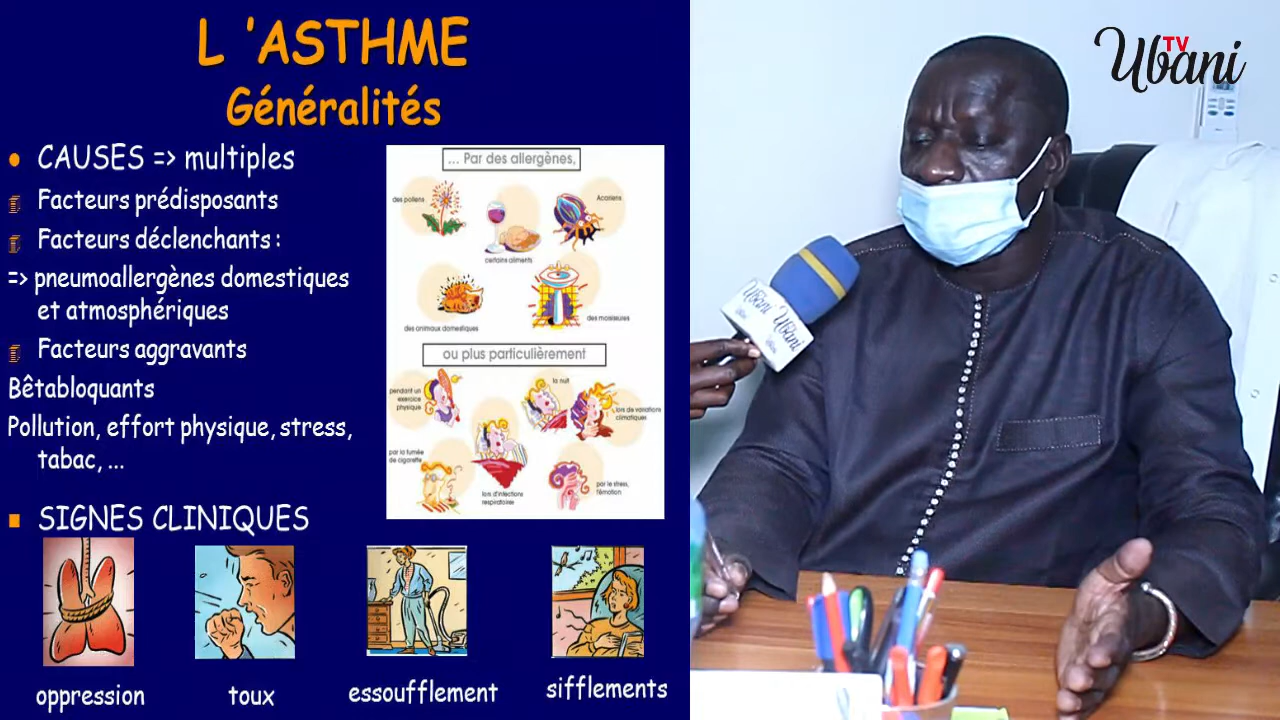 L 'ASTHME
Généralités
CAUSES => multiples
Facteurs prédisposants
Facteurs déclenchants :
=> pneumoallergènes domestiques
et atmosphériques
Facteurs aggravants
Bêtabloquants
Pollution, effort physique, stress,
tabac, ...
SIGNES CLINIQUES
oppression
toux
essoufflement
sifflements
... Par des allergènes,
des pollens
certains aliments
Acariens
des animaux domestiques
des moisissures
ou plus particulièrement
pendant un
exercice
physique
la nuit
lors de variations
climatiques
par la fumée
de cigarette
lors d'infections
respiratoires
par le stress,
l'émotion
Ubani TV
Ubani Ubani